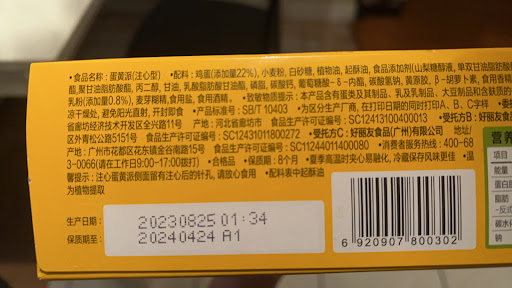 •食品名称:蛋黄派(注心型) •配料:鸡蛋(添加量22%),小麦粉,白砂糖,植物油,起酥油,食品添加剂(山梨糖醇液,单双甘油脂肪酸
酯,聚甘油脂肪酸酯,丙二醇,甘油,乳酸脂肪酸甘油酯,磷脂,碳酸钙,葡萄糖酸-δ-内酯,碳酸氢钠,黄原胶,β-胡萝卜素,食用香精
乳粉(添加量0.8%),麦芽糊精,食用盐,食用酒精。 •致敏物质提示:本产品含有蛋类及其制品、乳及乳制品、大豆制品和含麸质的
凉干燥处,避免阳光直射,开封即食 •产品标准号:SB/T 10403 •为区分生产厂商,在打印日期的同时打印A、B、C字样
省廊坊经济技术开发区全兴路11号 产地:河北省廊坊市 食品生产许可证编号:SC12431001400013
区外青松公路5151号 食品生产许可证编号:SC12431011800272 •受托方C:好丽友食品(广州)有限公司 地址/
产地:广州市花都区花东镇金谷南路15号 食品生产许可证编号:SC11244011400080 •消费者服务热线:400-68
3-0066(请在工作日9:00-17:00拨打) •合格品 •保质期:8个月 •夏季高温时夹心易融化,冷藏保存风味更佳 •温
馨提示:注心蛋黄派侧面留有注心后的针孔,请放心食用 •配料表中起酥油
为植物提取
生产日期: 20230825 01:34
保质期至: 20240424 A1
6 920907 800302
营养
项目
能量
蛋白质
脂肪
-反式
碳水化
钠